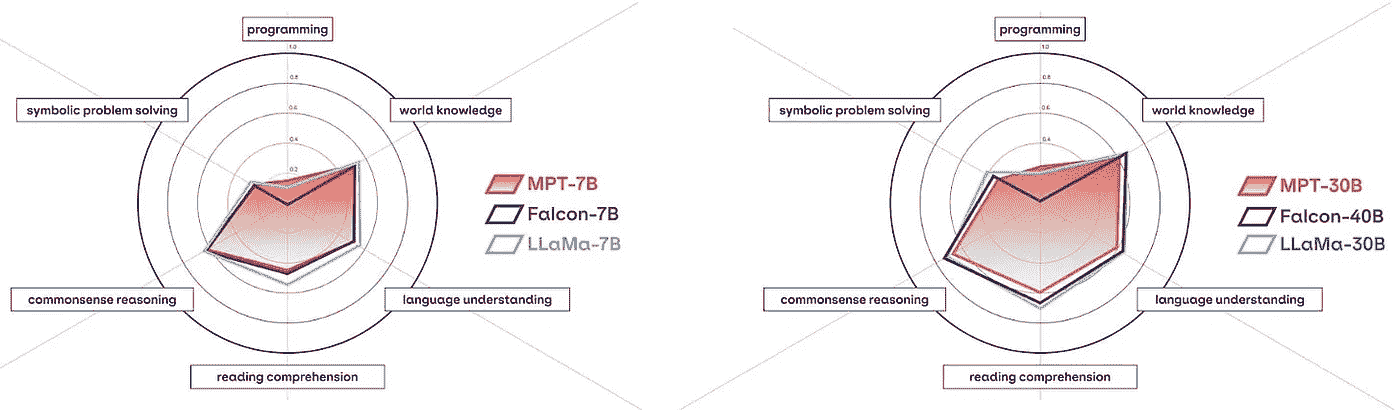 programming
1.0
0.8
0.6
0.4
0.2
symbolic problem solving
world knowledge
MPT-7B
Falcon-7B
LLaMa-7B
commonsense reasoning
language understanding
reading comprehension
programming
1.0
0.8
0.6
0.4
symbolic problem solving
world knowledge
MPT-30B
Falcon-40B
LLaMa-30B
commonsense reasoning
language understanding
reading comprehension